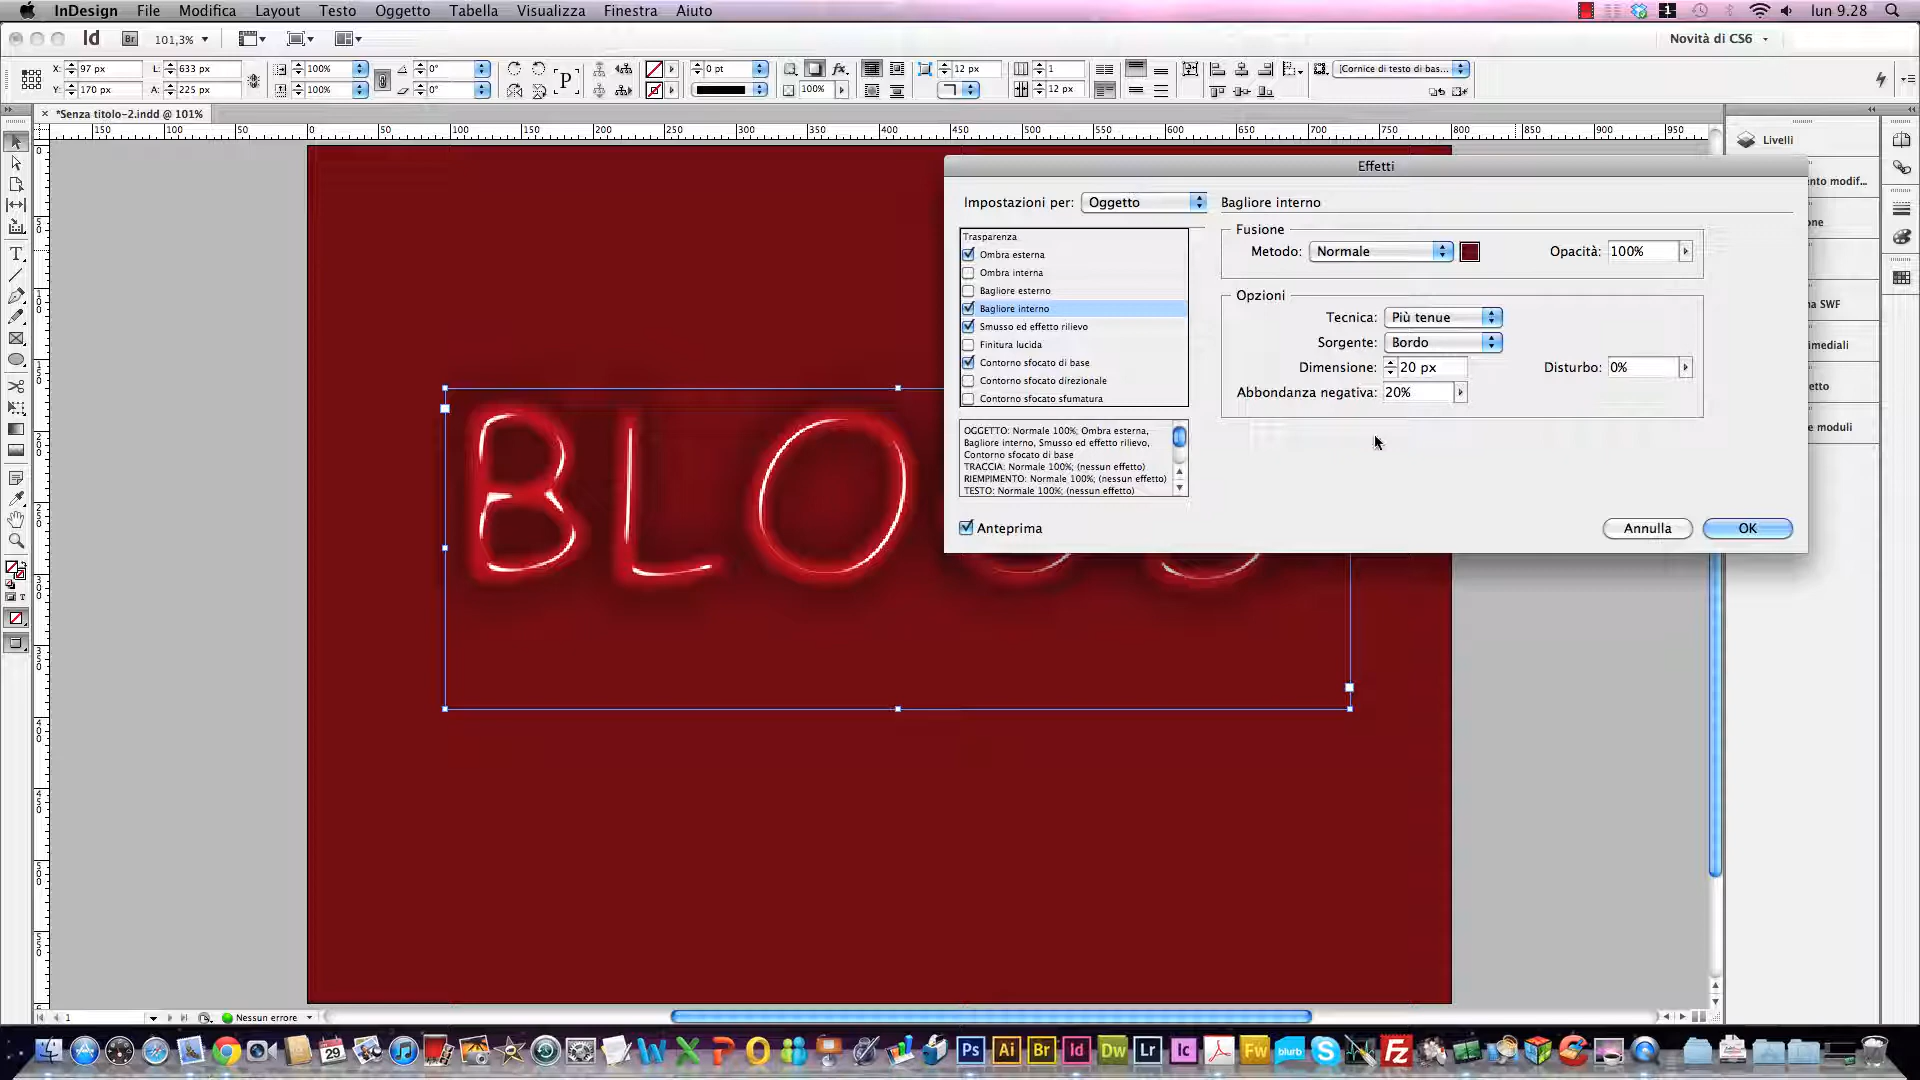 InDesign File Modifica Layout Testo Oggetto Tabella Visualizza Finestra Aiuto
1
lun 9.28
Id Br 101,3%
Novità di CS6
X: 97 px L: 633 px 100% 0° 0 pt 12 px 1 [Cornice di testo di bas...
Y: 170 px A: 225 px 100% 0° P 100% fx 12 px
*Senza titolo-2.indd @ 101%
150 100 50 0 50 100 150 200 250 300 350 400 450 500 550 600 650 700 750 800 850 900 950
Livelli
nto modif...
one
na SWF
imediali
etto
e moduli
Effetti
Impostazioni per: Oggetto
Bagliore interno
Trasparenza
Ombra esterna
Ombra interna
Bagliore esterno
Bagliore interno
Smusso ed effetto rilievo
Finitura lucida
Contorno sfocato di base
Contorno sfocato direzionale
Contorno sfocato sfumatura
Fusione
Metodo: Normale Opacità: 100%
Opzioni
Tecnica: Più tenue
Sorgente: Bordo
Dimensione: 20 px Disturbo: 0%
Abbondanza negativa: 20%
OGGETTO: Normale 100%; Ombra esterna,
Bagliore interno, Smusso ed effetto rilievo,
Contorno sfocato di base
TRACCIA: Normale 100%; (nessun effetto)
RIEMPIMENTO: Normale 100%; (nessun effetto)
TESTO: Normale 100%; (nessun effetto)
Anteprima
Annulla OK
BLO
1 Nessun errore
29 Ps Ai Br Id Dw Lr Ic Fw blurb Fz